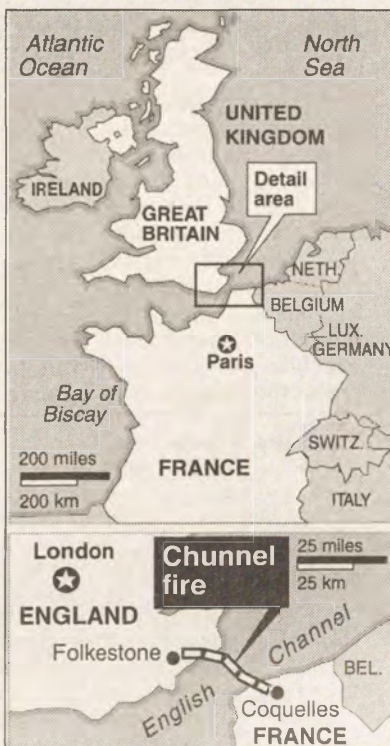 Atlantic
Ocean
North
Sea
UNITED
KINGDOM
Detail
area
IRELAND
GREAT
BRITAIN
NETH.
BELGIUM
LUX.
GERMANY
Paris
Bay of
Biscay
200 miles
200 km
FRANCE
SWITZ.
ITALY
London
ENGLAND
Chunnel
fire
25 miles
25 km
Folkestone
English Channel
BEL.
Coquelles
FRANCE